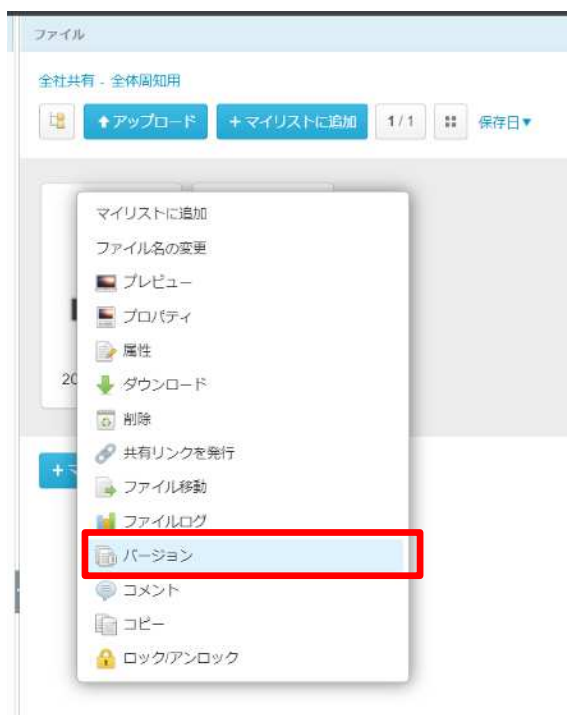 ファイル
全社共有 - 全体周知用
アップロード +マイリストに追加 1 / 1 保存日▼
マイリストに追加
ファイル名の変更
プレビュー
プロパティ
属性
20
ダウンロード
削除
共有リンクを発行
+
ファイル移動
ファイルログ
バージョン
コメント
コピー
ロック/アンロック